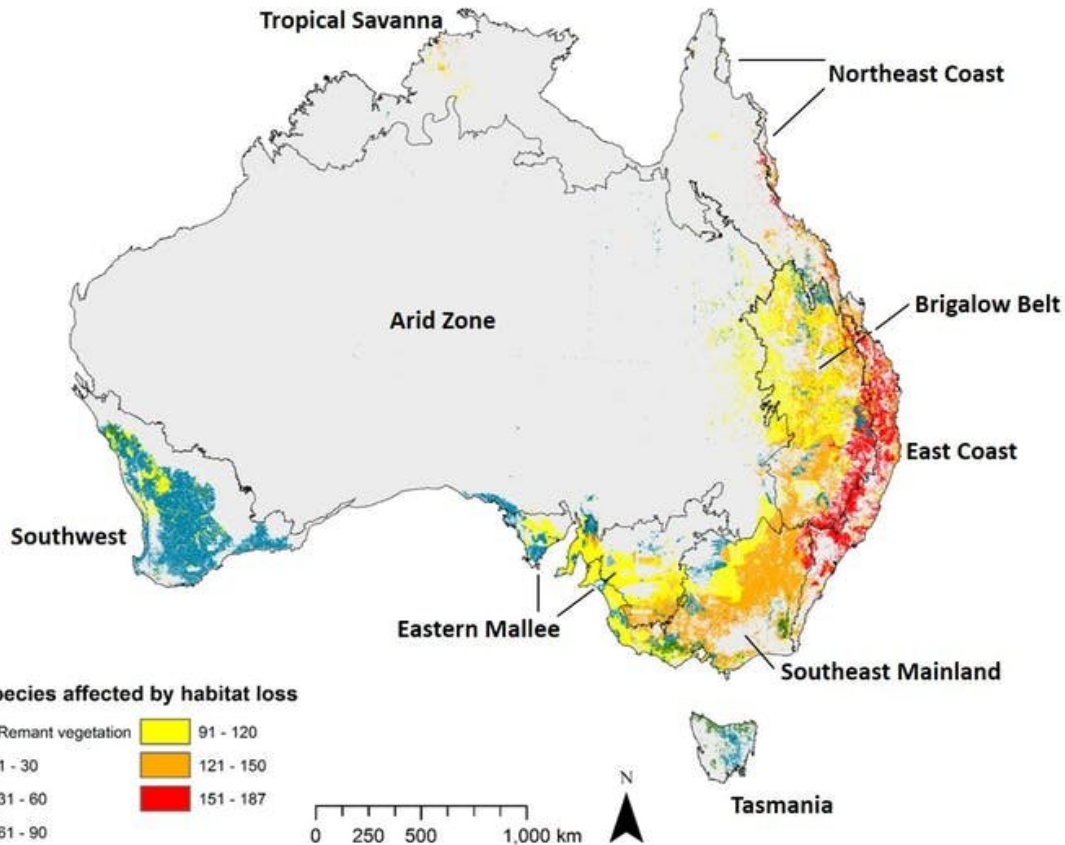 Tropical Savanna
Northeast Coast
Brigalow Belt
Arid Zone
East Coast
Southwest
Eastern Mallee
Southeast Mainland
pecies affected by habitat loss
Remant vegetation
1 - 30
31 - 60
61 - 90
91 - 120
121 - 150
151 - 187
0 250 500 1,000 km
N
Tasmania